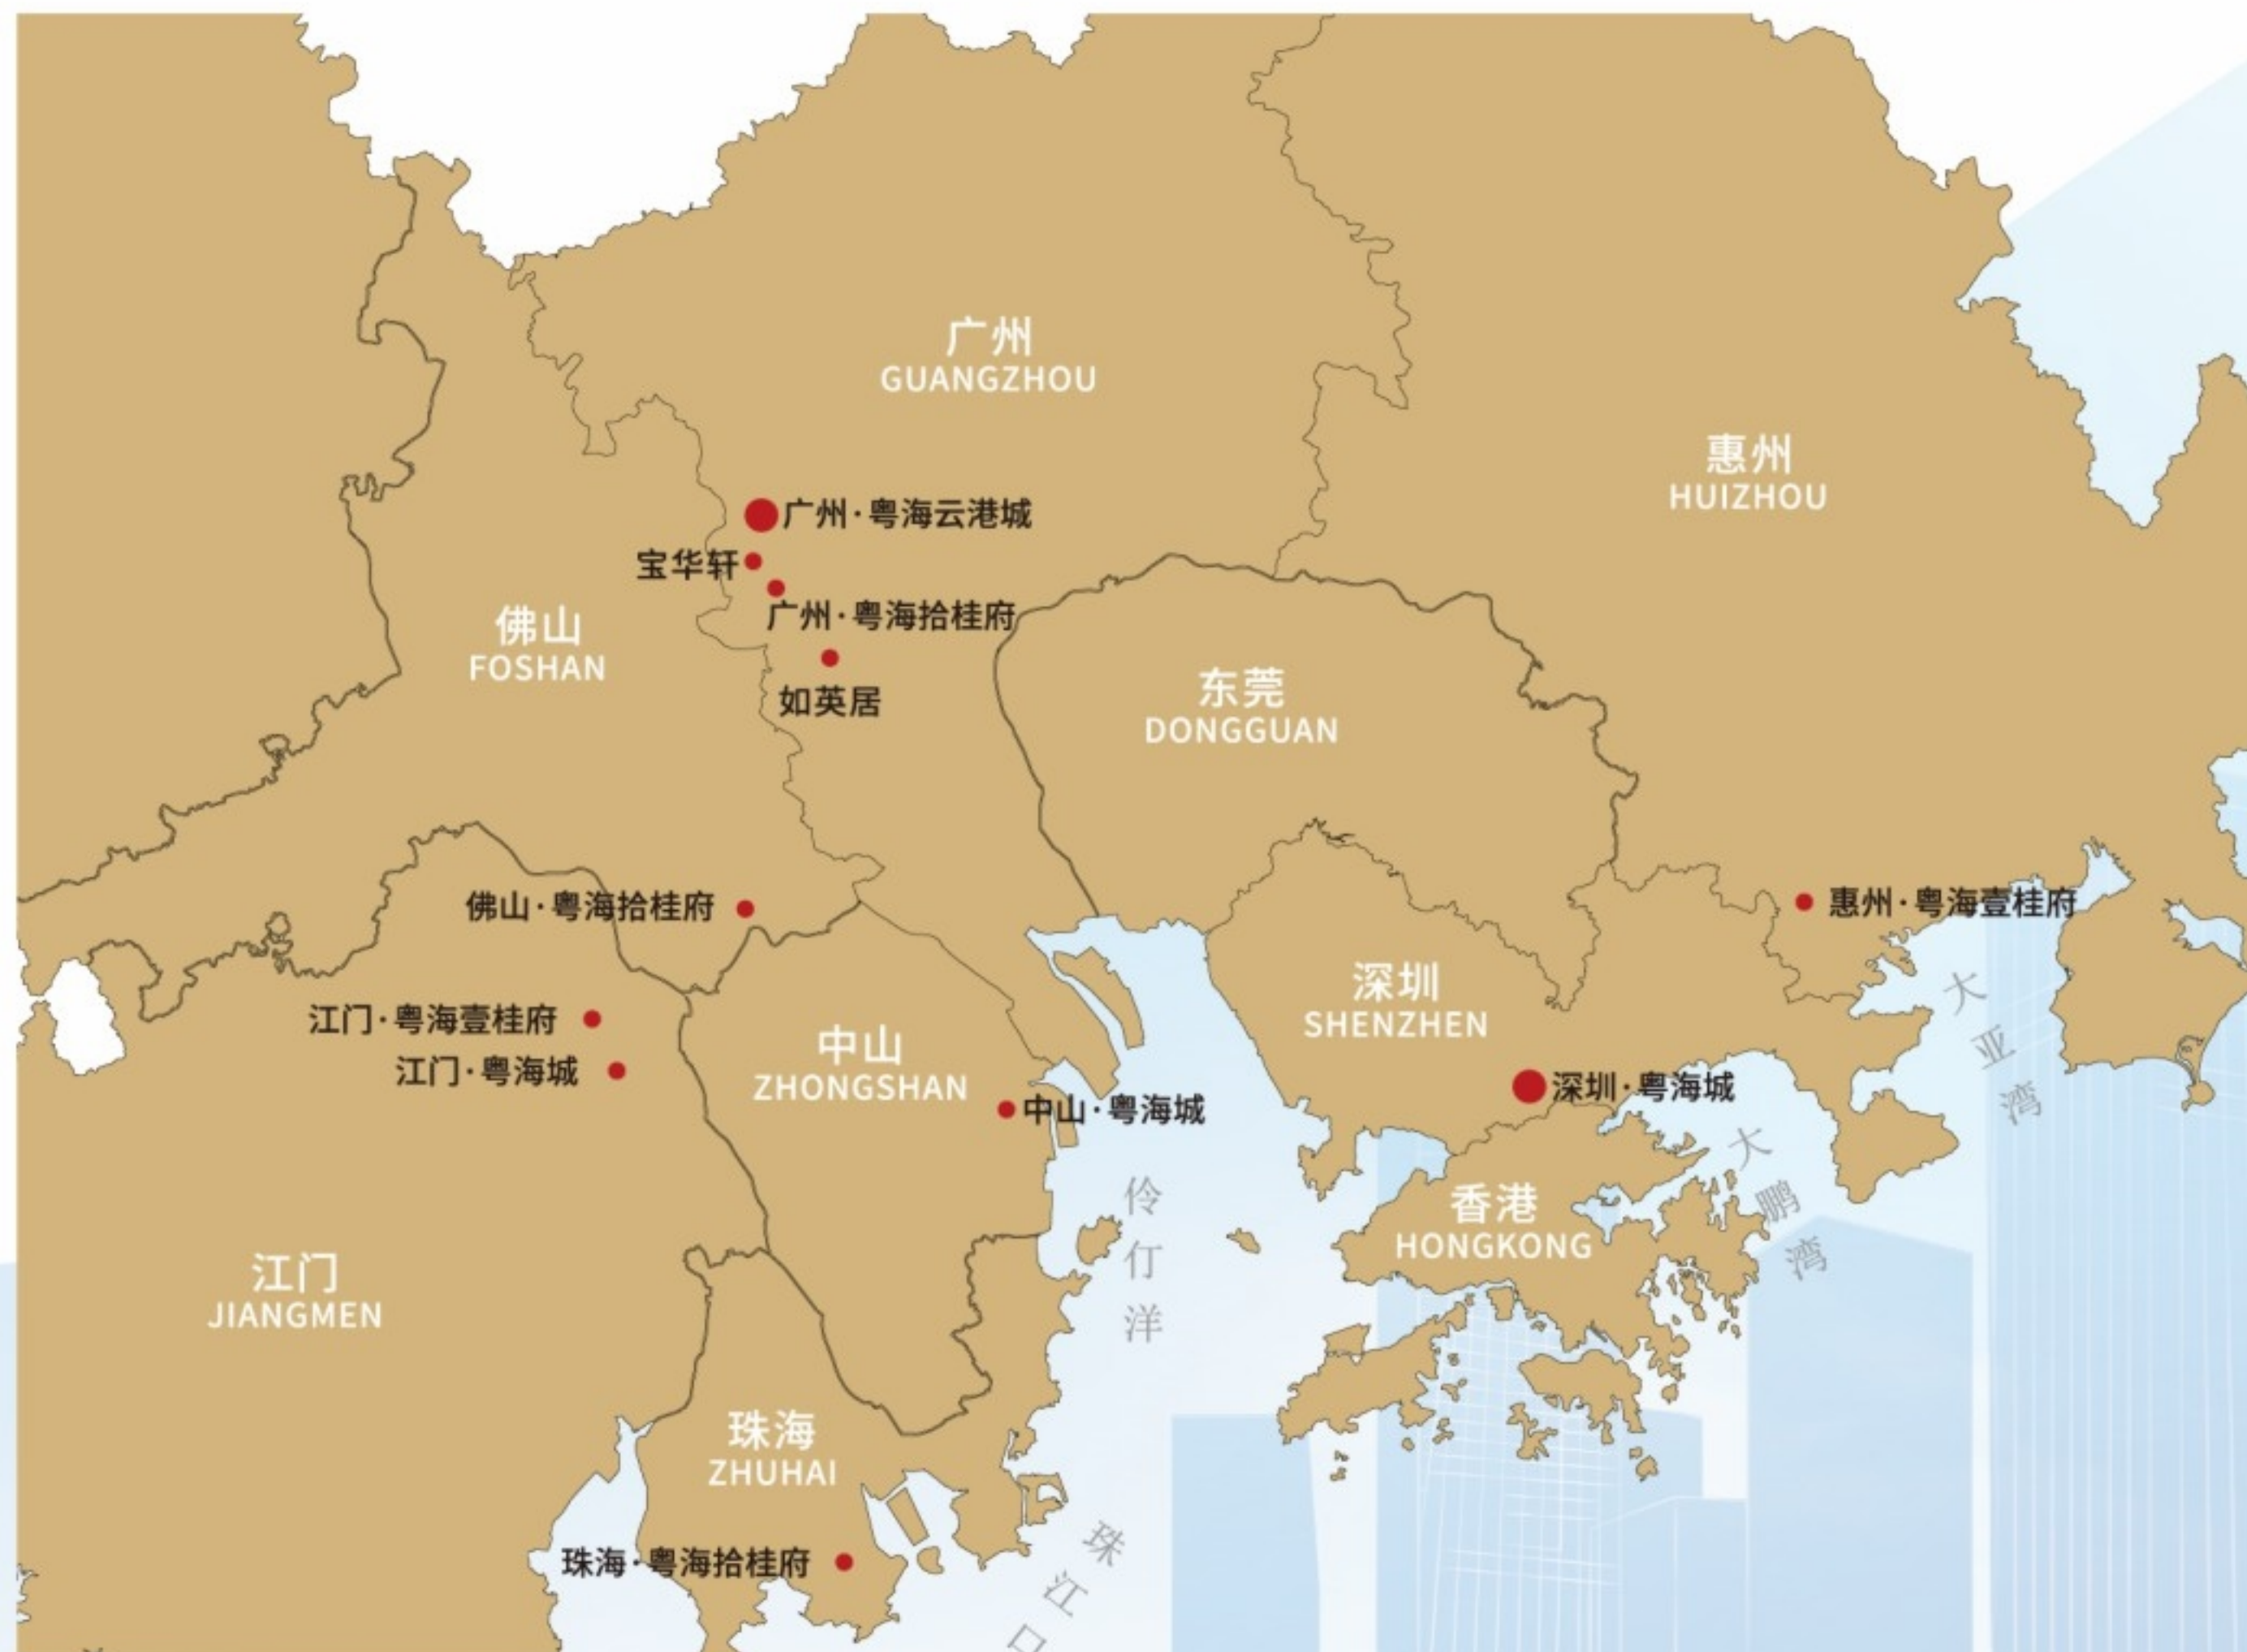 广州
GUANGZHOU
惠州
HUIZHOU
广州·粤海云港城
宝华轩
广州·粤海拾桂府
佛山
FOSHAN
如英居
东莞
DONGGUAN
佛山·粤海拾桂府
惠州·粤海壹桂府
深圳
SHENZHEN
大亚湾
江门·粤海壹桂府
江门·粤海城
中山
ZHONGSHAN
中山·粤海城
深圳·粤海城
大鹏湾
香港
HONGKONG
伶仃洋
江门
JIANGMEN
珠海
ZHUHAI
珠海·粤海拾桂府
珠江口